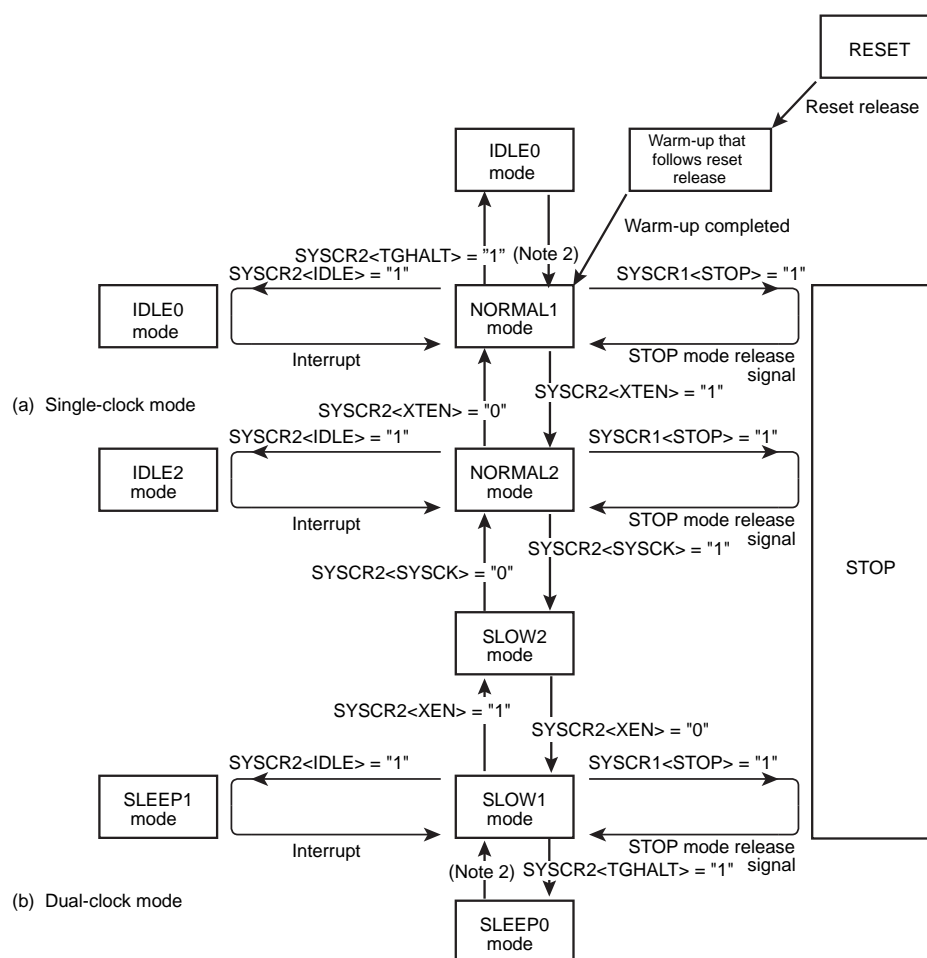 RESET
Reset release
Warm-up that
follows reset
release
IDLE0
mode
Warm-up completed
SYSCR2<TGHALT> = "1"
(Note 2)
SYSCR2<IDLE> = "1"
SYSCR1<STOP> = "1"
IDLE0
mode
NORMAL1
mode
Interrupt
STOP mode release
signal
(a) Single-clock mode
SYSCR2<XTEN> = "0"
SYSCR2<XTEN> = "1"
SYSCR2<IDLE> = "1"
SYSCR1<STOP> = "1"
IDLE2
mode
NORMAL2
mode
Interrupt
STOP mode release
signal
SYSCR2<SYSCK> = "1"
SYSCR2<SYSCK> = "0"
STOP
SLOW2
mode
SYSCR2<XEN> = "1"
SYSCR2<XEN> = "0"
SYSCR2<IDLE> = "1"
SYSCR1<STOP> = "1"
SLEEP1
mode
SLOW1
mode
Interrupt
STOP mode release
signal
(Note 2)
SYSCR2<TGHALT> = "1"
(b) Dual-clock mode
SLEEP0
mode